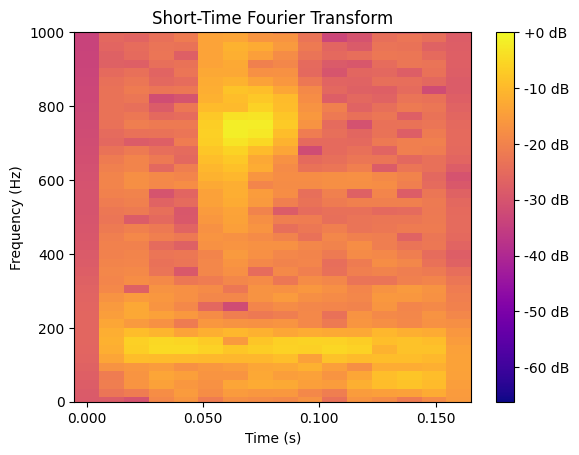 Short-Time Fourier Transform
Frequency (Hz)
1000
800
600
400
200
0
0.000
0.050
0.100
0.150
Time (s)
+0 dB
-10 dB
-20 dB
-30 dB
-40 dB
-50 dB
-60 dB